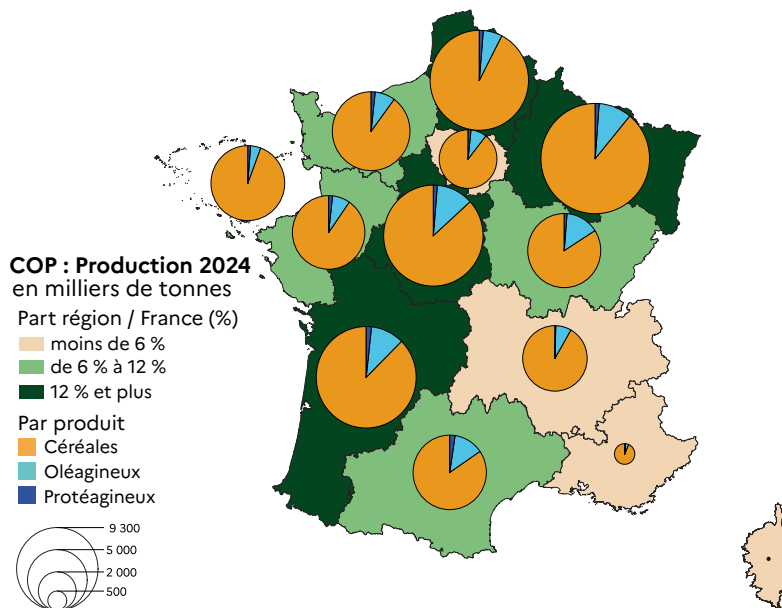 COP : Production 2024
en milliers de tonnes
Part région / France (%)
moins de 6 %
de 6 % à 12 %
12 % et plus
Par produit
Céréales
Oléagineux
Protéagineux
9 300
5 000
2 000
500